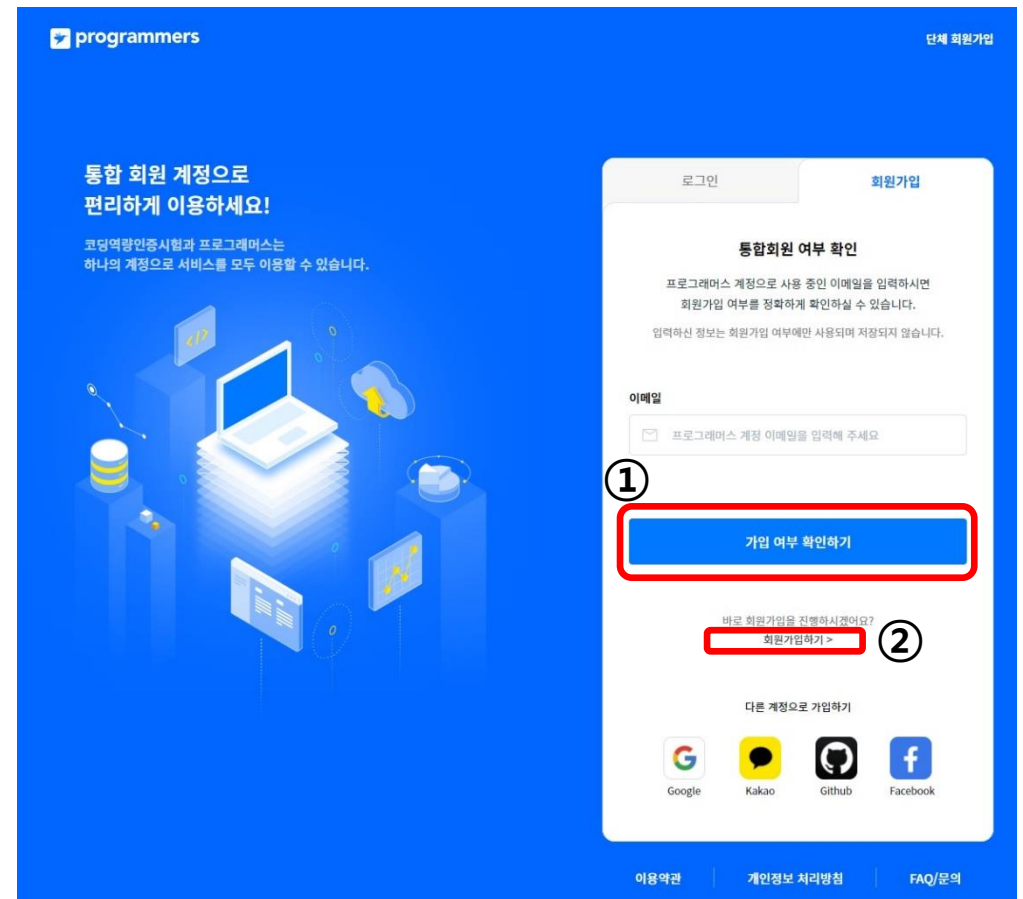 programmers
단체 회원가입
통합 회원 계정으로
편리하게 이용하세요!
코딩역량인증시험과 프로그래머스는
하나의 계정으로 서비스를 모두 이용할 수 있습니다.
</>
로그인
회원가입
통합회원 여부 확인
프로그래머스 계정으로 사용 중인 이메일을 입력하시면
회원가입 여부를 정확하게 확인하실 수 있습니다.
입력하신 정보는 회원가입 여부에만 사용되며 저장되지 않습니다.
이메일
프로그래머스 계정 이메일을 입력해 주세요
①
가입 여부 확인하기
바로 회원가입을 진행하시겠어요?
회원가입하기 >
②
다른 계정으로 가입하기
Google
Kakao
Github
Facebook
이용약관
개인정보 처리방침
FAQ/문의